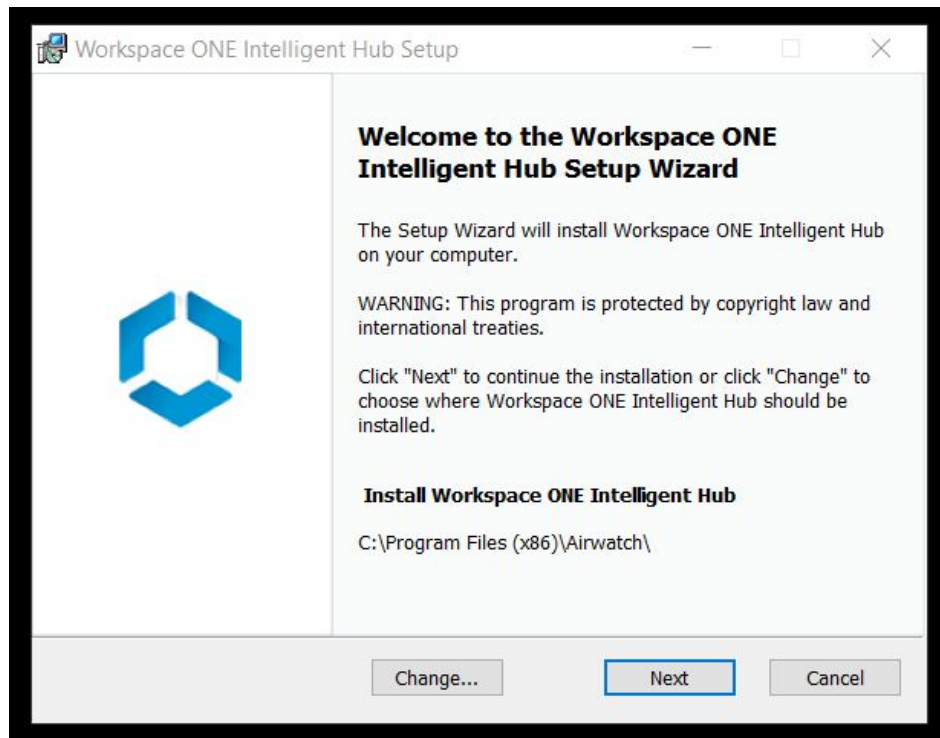 Workspace ONE Intelligent Hub Setup
Welcome to the Workspace ONE
Intelligent Hub Setup Wizard
The Setup Wizard will install Workspace ONE Intelligent Hub
on your computer.
WARNING: This program is protected by copyright law and
international treaties.
Click "Next" to continue the installation or click "Change" to
choose where Workspace ONE Intelligent Hub should be
installed.
Install Workspace ONE Intelligent Hub
C:\Program Files (x86)\Airwatch\
Change...
Next
Cancel